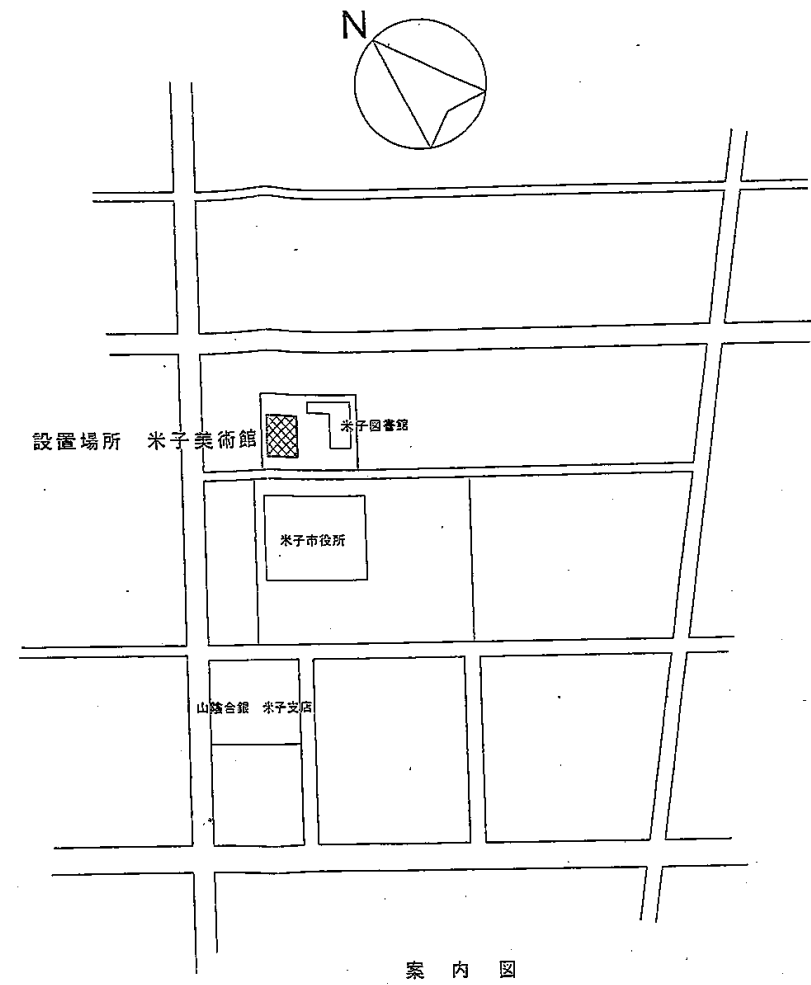 N
米子図書館
設置場所　米子美術館
米子市役所
山陰合銀　米子支店
案　内　図